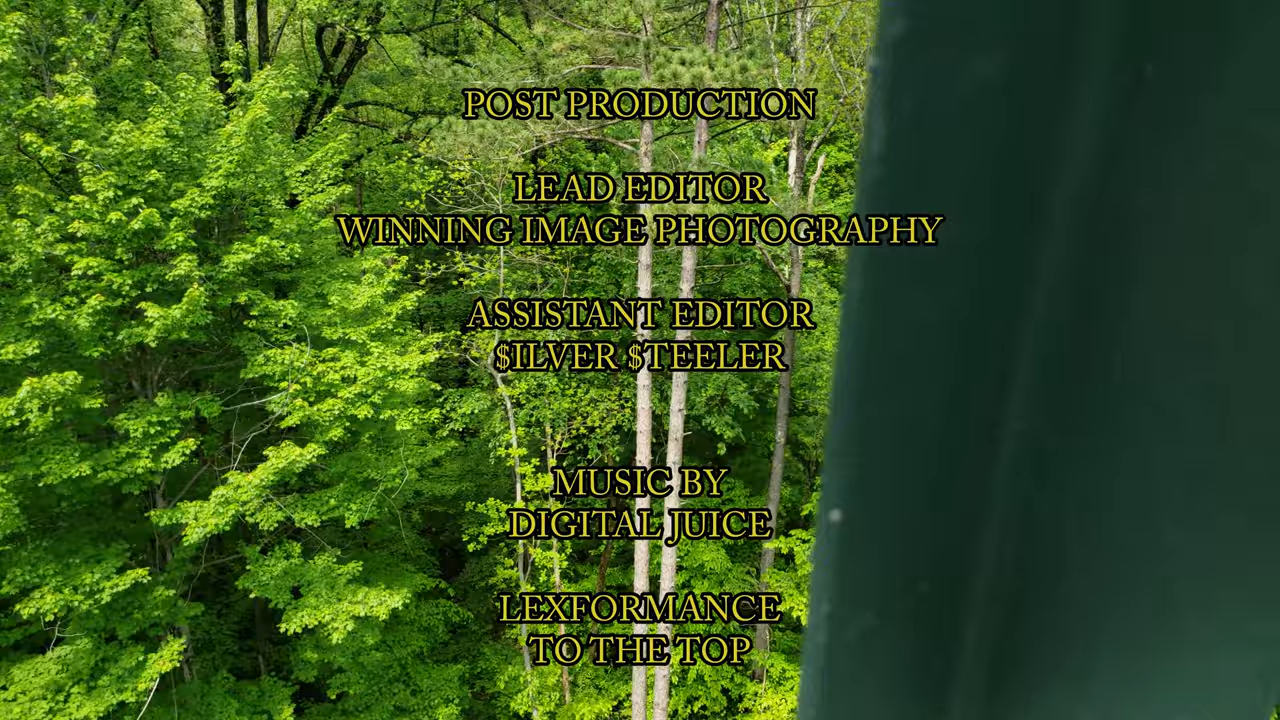 POST PRODUCTION
LEAD EDITOR
WINNING IMAGE PHOTOGRAPHY
ASSISTANT EDITOR
$ILVER $TEELER
MUSIC BY
DIGITAL JUICE
LEXFORMANCE
TO THE TOP